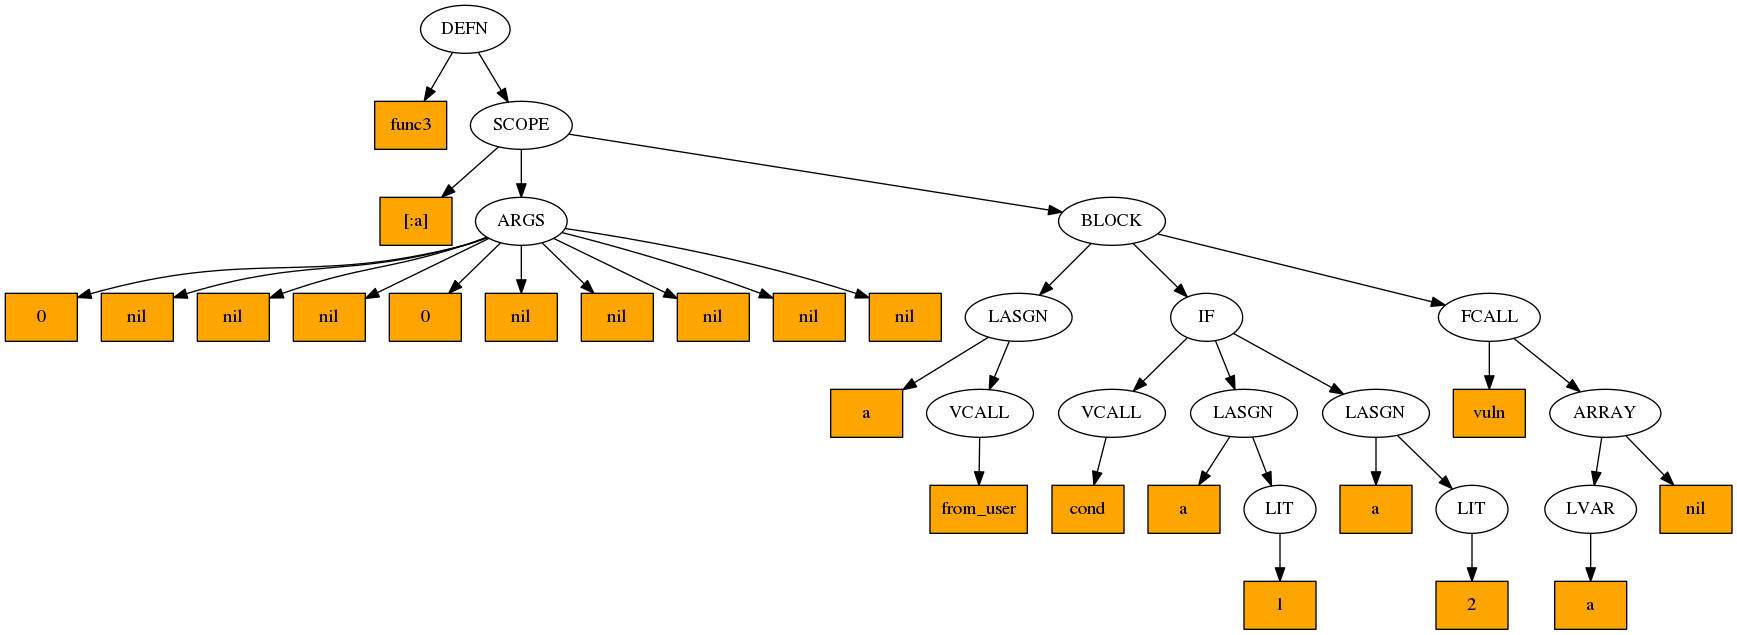 DEFN
func3
SCOPE
[:a]
ARGS
BLOCK
0
nil
nil
nil
0
nil
nil
nil
nil
nil
LASGN
IF
FCALL
a
VCALL
VCALL
LASGN
LASGN
vuln
ARRAY
from_user
cond
a
LIT
a
LIT
LVAR
nil
1
2
a